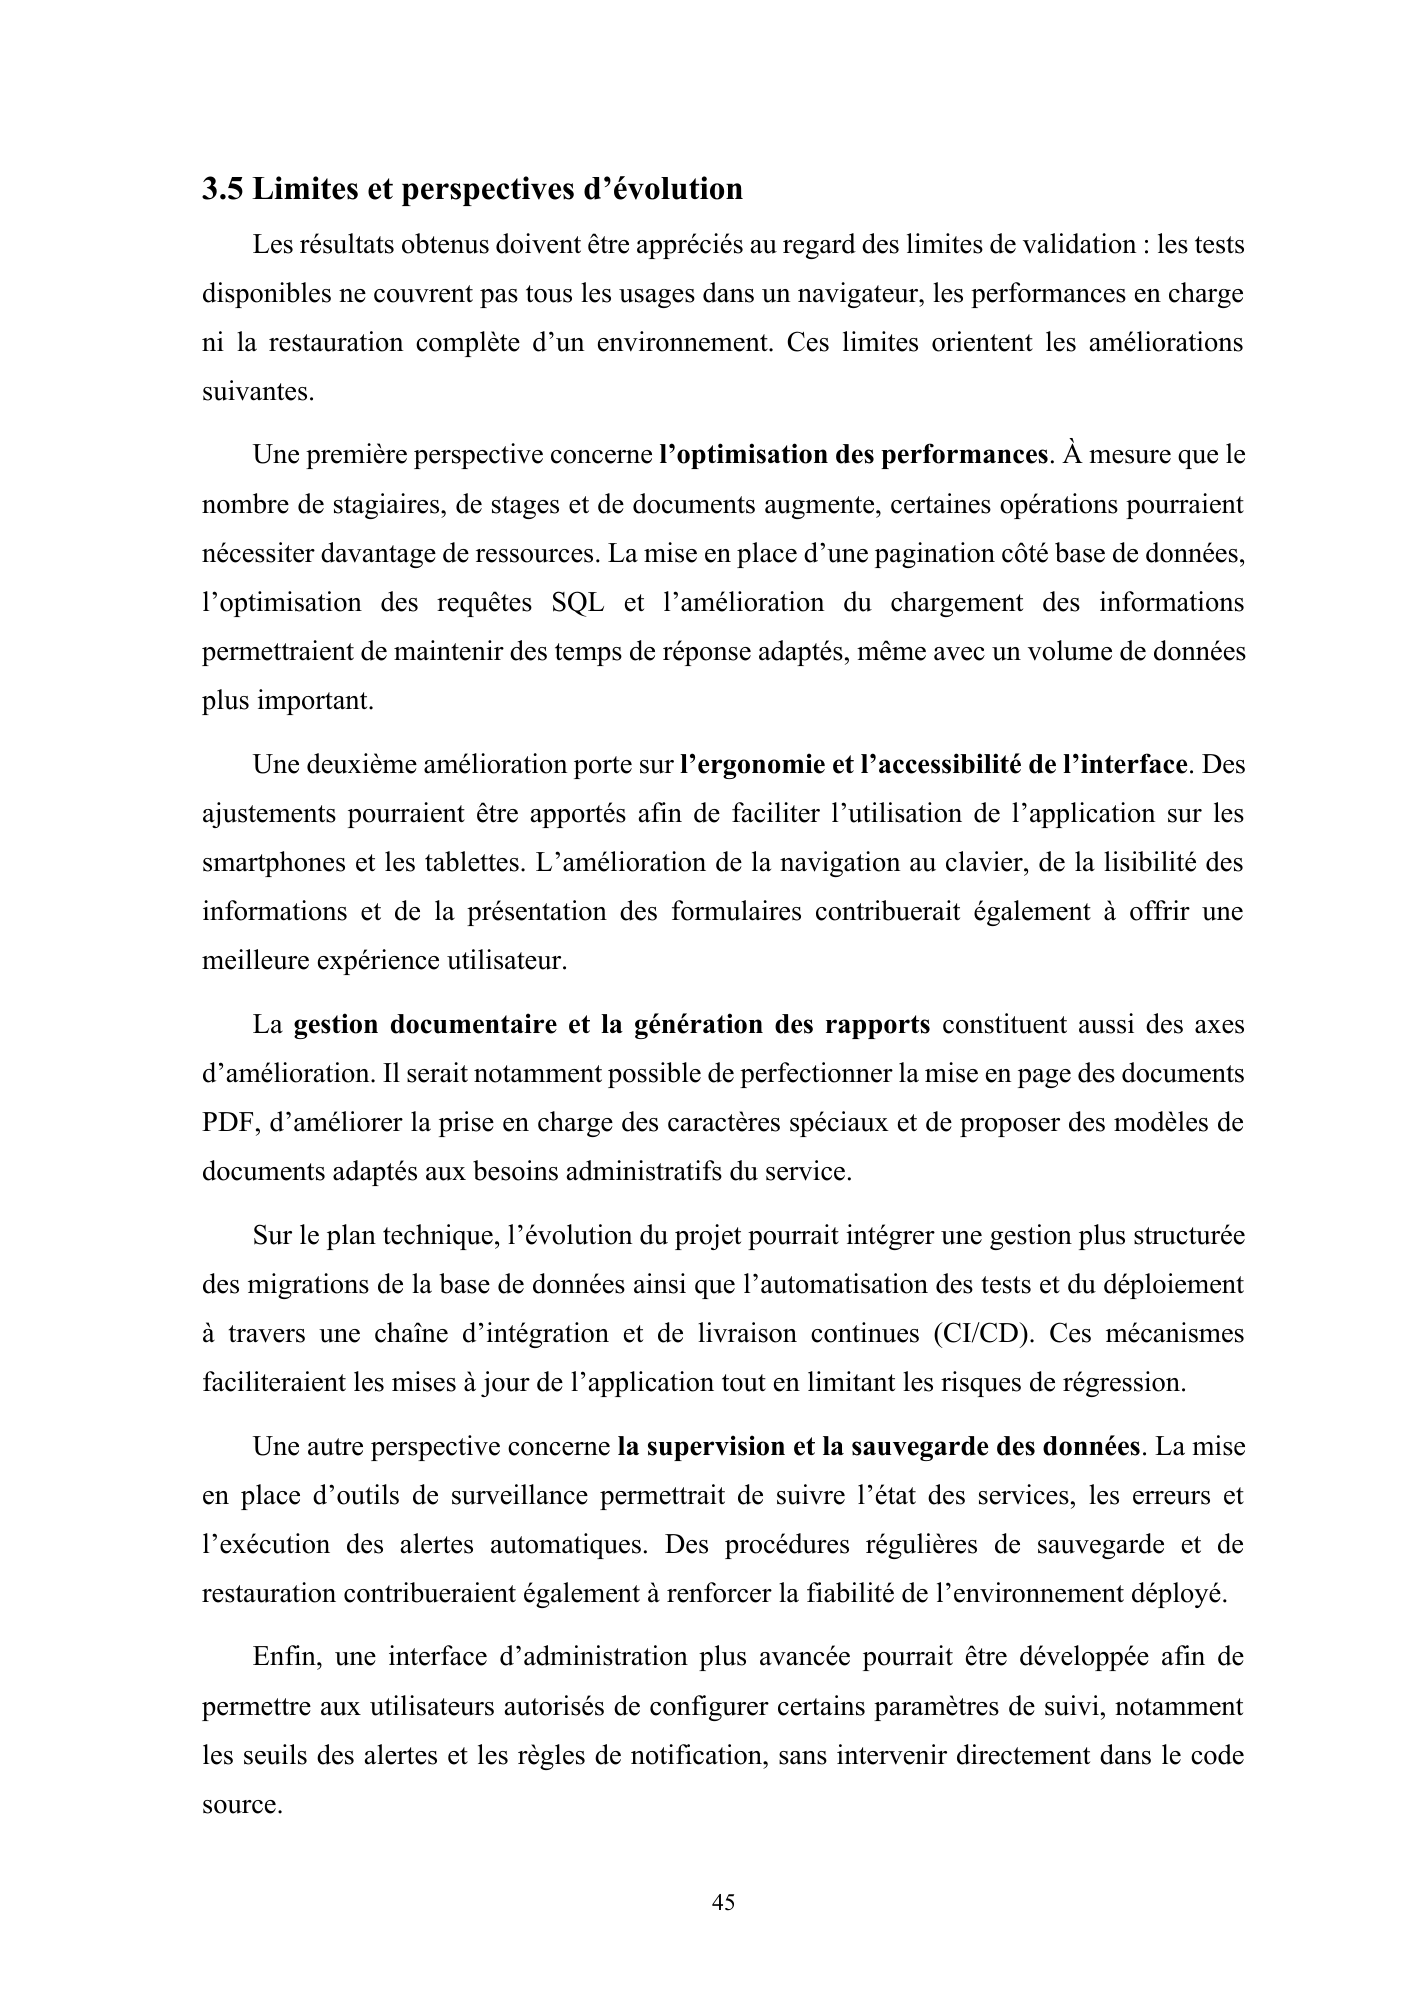 3.5 Limites et perspectives d’évolution
Les résultats obtenus doivent être appréciés au regard des limites de validation : les tests
disponibles ne couvrent pas tous les usages dans un navigateur, les performances en charge
ni la restauration complète d’un environnement. Ces limites orientent les améliorations
suivantes.
Une première perspective concerne l’optimisation des performances. À mesure que le
nombre de stagiaires, de stages et de documents augmente, certaines opérations pourraient
nécessiter davantage de ressources. La mise en place d’une pagination côté base de données,
l’optimisation des requêtes SQL et l’amélioration du chargement des informations
permettraient de maintenir des temps de réponse adaptés, même avec un volume de données
plus important.
Une deuxième amélioration porte sur l’ergonomie et l’accessibilité de l’interface. Des
ajustements pourraient être apportés afin de faciliter l’utilisation de l’application sur les
smartphones et les tablettes. L’amélioration de la navigation au clavier, de la lisibilité des
informations et de la présentation des formulaires contribuerait également à offrir une
meilleure expérience utilisateur.
La gestion documentaire et la génération des rapports constituent aussi des axes
d’amélioration. Il serait notamment possible de perfectionner la mise en page des documents
PDF, d’améliorer la prise en charge des caractères spéciaux et de proposer des modèles de
documents adaptés aux besoins administratifs du service.
Sur le plan technique, l’évolution du projet pourrait intégrer une gestion plus structurée
des migrations de la base de données ainsi que l’automatisation des tests et du déploiement
à travers une chaîne d’intégration et de livraison continues (CI/CD). Ces mécanismes
faciliteraient les mises à jour de l’application tout en limitant les risques de régression.
Une autre perspective concerne la supervision et la sauvegarde des données. La mise
en place d’outils de surveillance permettrait de suivre l’état des services, les erreurs et
l’exécution des alertes automatiques. Des procédures régulières de sauvegarde et de
restauration contribueraient également à renforcer la fiabilité de l’environnement déployé.
Enfin, une interface d’administration plus avancée pourrait être développée afin de
permettre aux utilisateurs autorisés de configurer certains paramètres de suivi, notamment
les seuils des alertes et les règles de notification, sans intervenir directement dans le code
source.
45